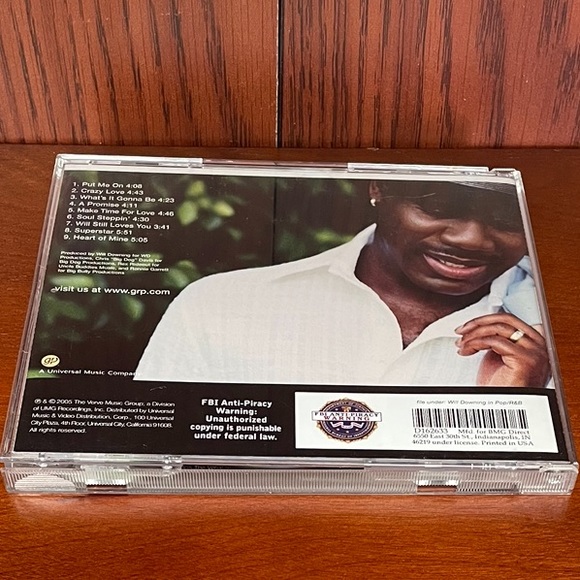 1. Put Me On 4:08
2. Crazy Love 4:43
3. What's It Gonna Be 4:23
4. A Promise 4:11
5. Make Time For Love 4:46
6. Soul Steppin' 4:30
7. Will Still Loves You 3:41
8. Superstar 5:51
9. Heart of Mine 5:05
Produced by Will Downing for WD
Productions, Chris "Big Dog" Davis for
Big Dog Productions, Rex Rideout for
Uncle Buddies Music, and Ronnie Garrett
for Big Bully Productions
visit us at www.grp.com
grp
A Universal Music Compa
℗ & © 2005 The Verve Music Group, a Division
of UMG Recordings, Inc. Distributed by Universal
Music & Video Distribution, Corp., 100 Universal
City Plaza, 4th Floor, Universal City, California 91608.
All rights reserved.
FBI Anti-Piracy
Warning:
Unauthorized
copying is punishable
under federal law.
FBI ANTI-PIRACY
WARNING
file under: Will Downing in Pop/R&B
D162633 Mfd. for BMG Direct
6550 East 30th St., Indianapolis, IN
46219 under license. Printed in USA